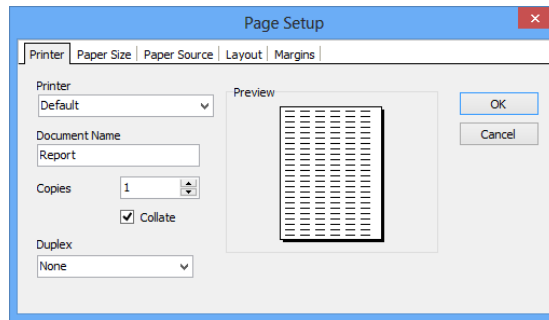 Page Setup
Printer Paper Size Paper Source Layout Margins
Printer
Default
Document Name
Report
Copies 1
Collate
Duplex
None
Preview
OK
Cancel